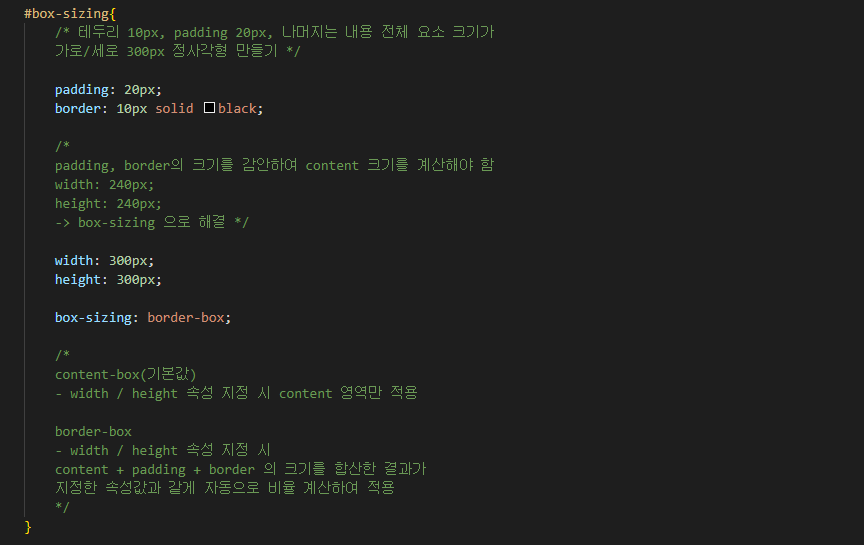 #box-sizing{
/* 테두리 10px, padding 20px, 나머지는 내용 전체 요소 크기가
가로/세로 300px 정사각형 만들기 */
padding: 20px;
border: 10px solid black;
/*
padding, border의 크기를 감안하여 content 크기를 계산해야 함
width: 240px;
height: 240px;
-> box-sizing 으로 해결 */
width: 300px;
height: 300px;
box-sizing: border-box;
/*
content-box(기본값)
- width / height 속성 지정 시 content 영역만 적용
border-box
- width / height 속성 지정 시
content + padding + border 의 크기를 합산한 결과가
지정한 속성값과 같게 자동으로 비율 계산하여 적용
*/
}